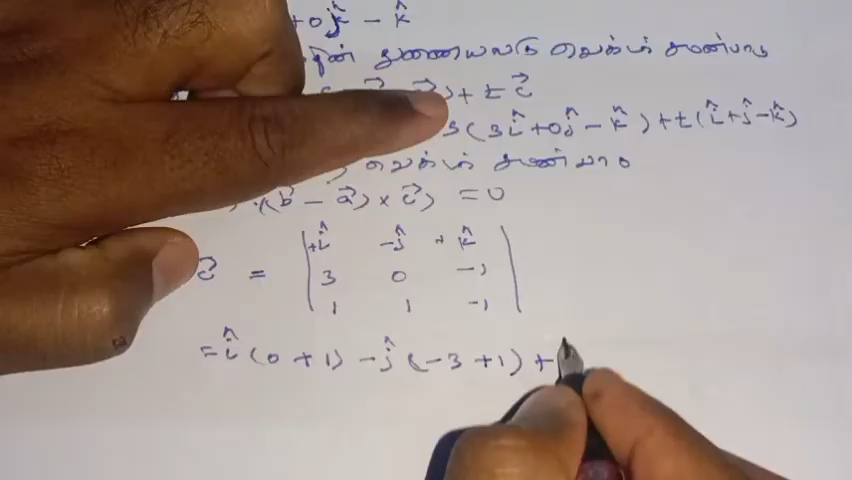 +0ĵ − k̂
துணையலகு வெக்டர் சமன்பாடு
+ t c⃗
s(3î+0ĵ−k̂)+t(î+ĵ−k̂)
வெக்டர் சமன்பாடு
.((b⃗ − a⃗) × c⃗) = 0
c⃗ = | +î −ĵ + k̂ |
3 0 −1
1 1 −1
= î (0 + 1) − ĵ (−3 + 1) +